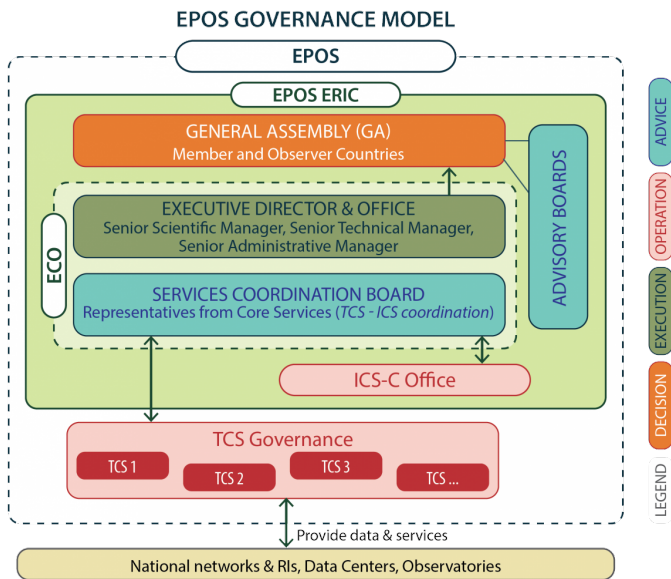 EPOS GOVERNANCE MODEL
EPOS
EPOS ERIC
GENERAL ASSEMBLY (GA)
Member and Observer Countries
EXECUTIVE DIRECTOR & OFFICE
Senior Scientific Manager, Senior Technical Manager,
Senior Administrative Manager
ECO
SERVICES COORDINATION BOARD
Representatives from Core Services (TCS - ICS coordination)
ADVISORY BOARDS
ICS-C Office
TCS Governance
TCS 1
TCS 2
TCS 3
TCS ...
Provide data & services
National networks & RIs, Data Centers, Observatories
ADVICE
OPERATION
EXECUTION
DECISION
LEGEND